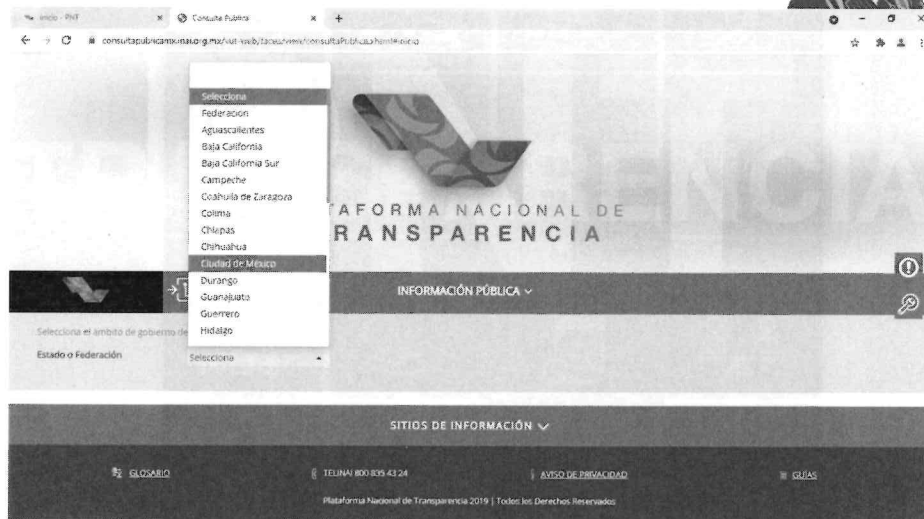 Inicio - PNT
Consulta Pública
Selecciona
Federación
Aguascalientes
Baja California
Baja California Sur
Campeche
Coahuila de Zaragoza
Colima
Chiapas
Chihuahua
Ciudad de México
Durango
Guanajuato
Guerrero
Hidalgo
AFORMA NACIONAL DE
RANSPARENCIA
INFORMACIÓN PÚBLICA
Selecciona el ámbito de gobierno de
Estado o Federación
Selecciona
SITIOS DE INFORMACIÓN
GLOSARIO
TELINAI 800 835 43 24
AVISO DE PRIVACIDAD
GUÍAS
Plataforma Nacional de Transparencia 2019 | Todos los Derechos Reservados